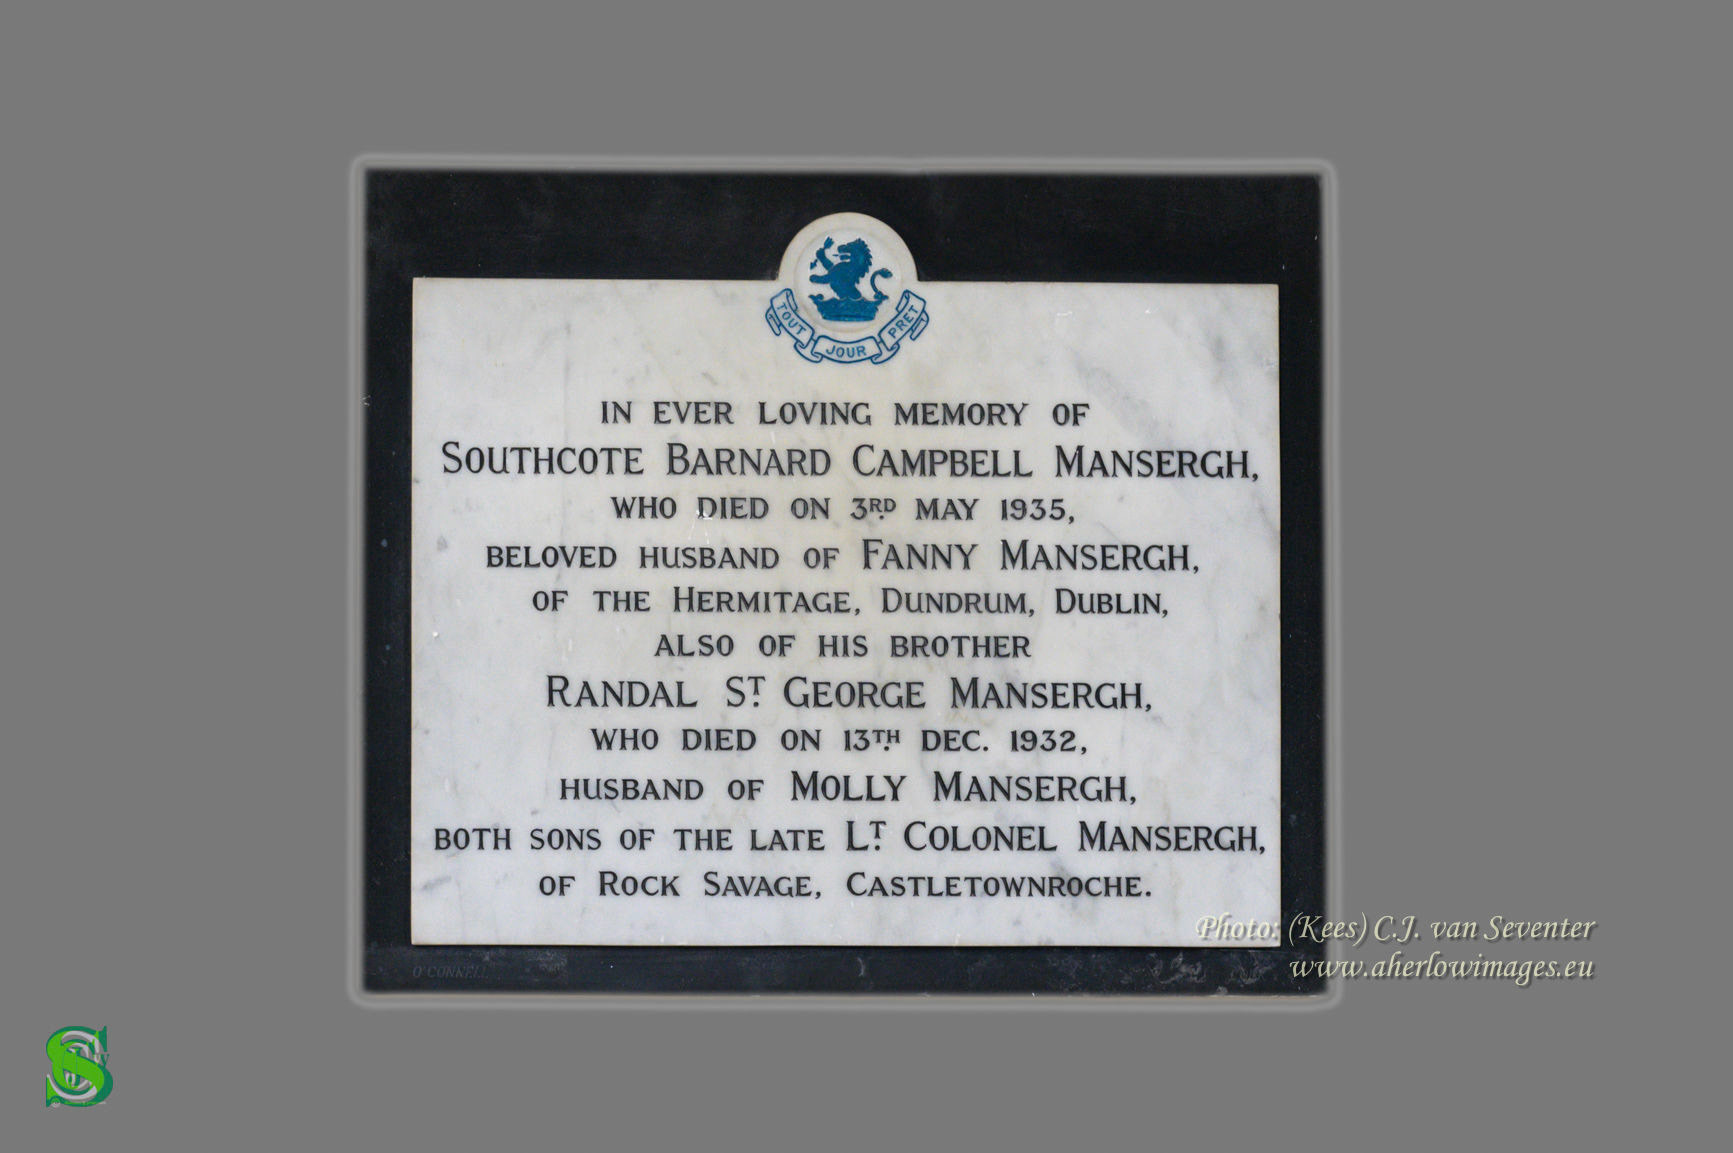 TOUT JOUR PRET
IN EVER LOVING MEMORY OF
SOUTHCOTE BARNARD CAMPBELL MANSERGH,
WHO DIED ON 3RD MAY 1935,
BELOVED HUSBAND OF FANNY MANSERGH,
OF THE HERMITAGE, DUNDRUM, DUBLIN,
ALSO OF HIS BROTHER
RANDAL ST GEORGE MANSERGH,
WHO DIED ON 13TH DEC. 1932,
HUSBAND OF MOLLY MANSERGH,
BOTH SONS OF THE LATE LT COLONEL MANSERGH,
OF ROCK SAVAGE, CASTLETOWNROCHE.
O'CONNELL
Photo: (Kees) C.J. van Seventer
www.aherlowimages.eu